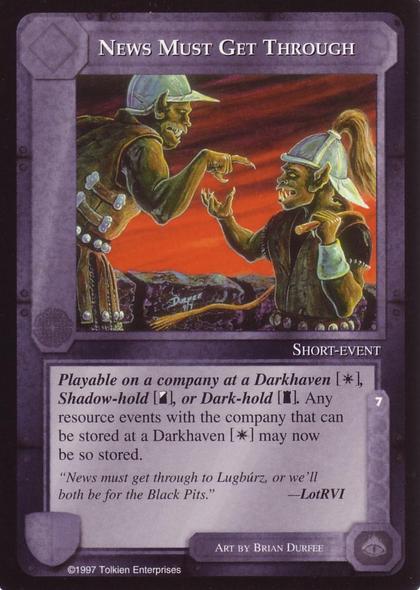 News Must Get Through
Durfee
97
Short-event
Playable on a company at a Darkhaven [☀],
Shadow-hold [], or Dark-hold []. Any
resource events with the company that can
be stored at a Darkhaven [☀] may now
be so stored.
7
“News must get through to Lugbúrz, or we’ll
both be for the Black Pits.” —LotRVI
Art by Brian Durfee
©1997 Tolkien Enterprises